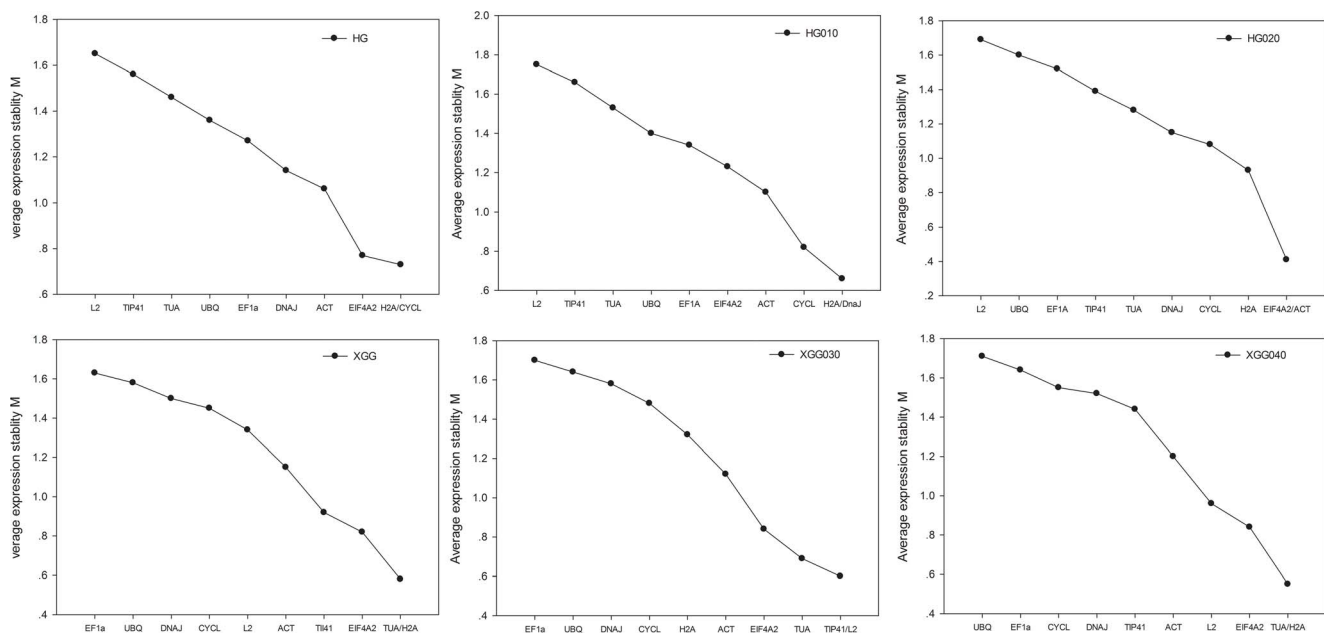 HG
verage expression stablity M
1.8
1.6
1.4
1.2
1.0
.8
.6
L2 TIP41 TUA UBQ EF1a DNAJ ACT EIF4A2 H2A/CYCL
HG010
Average expression stablity M
2.0
1.8
1.6
1.4
1.2
1.0
.8
.6
L2 TIP41 TUA UBQ EF1A EIF4A2 ACT CYCL H2A/DnaJ
HG020
Average expression stablity M
1.8
1.6
1.4
1.2
1.0
.8
.6
.4
.2
L2 UBQ EF1A TIP41 TUA DNAJ CYCL H2A EIF4A2/ACT
XGG
verage expression stablity M
1.8
1.6
1.4
1.2
1.0
.8
.6
.4
EF1a UBQ DNAJ CYCL L2 ACT TII41 EIF4A2 TUA/H2A
XGG030
Average expression stablity M
1.8
1.6
1.4
1.2
1.0
.8
.6
.4
EF1a UBQ DNAJ CYCL H2A ACT EIF4A2 TUA TIP41/L2
XGG040
Average expression stablity M
1.8
1.6
1.4
1.2
1.0
.8
.6
.4
UBQ EF1a CYCL DNAJ TIP41 ACT L2 EIF4A2 TUA/H2A